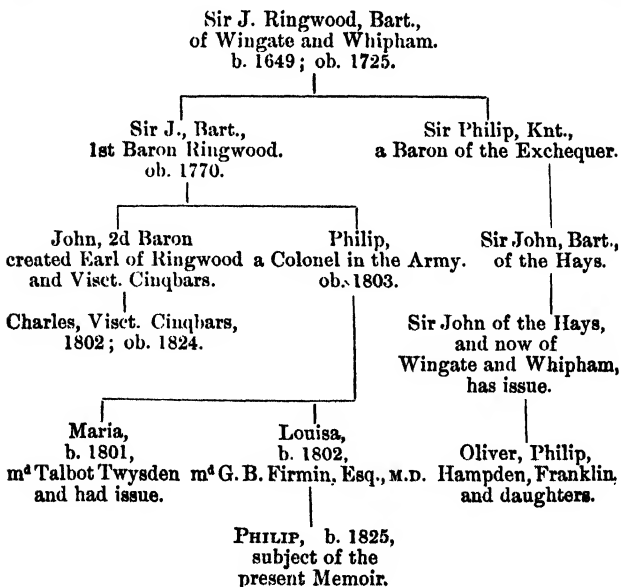 Sir J. Ringwood, Bart.,
of Wingate and Whipham.
b. 1649; ob. 1725.
Sir J., Bart.,
1st Baron Ringwood.
ob. 1770.
Sir Philip, Knt.,
a Baron of the Exchequer.
John, 2d Baron
created Earl of Ringwood
and Visct. Cinqbars.
Philip,
a Colonel in the Army.
ob. 1803.
Sir John, Bart.,
of the Hays.
Charles, Visct. Cinqbars,
1802; ob. 1824.
Sir John of the Hays,
and now of
Wingate and Whipham,
has issue.
Maria,
b. 1801,
mᵈ Talbot Twysden
and had issue.
Louisa,
b. 1802,
mᵈ G. B. Firmin, Esq., M.D.
Oliver, Philip,
Hampden, Franklin,
and daughters.
PHILIP, b. 1825,
subject of the
present Memoir.